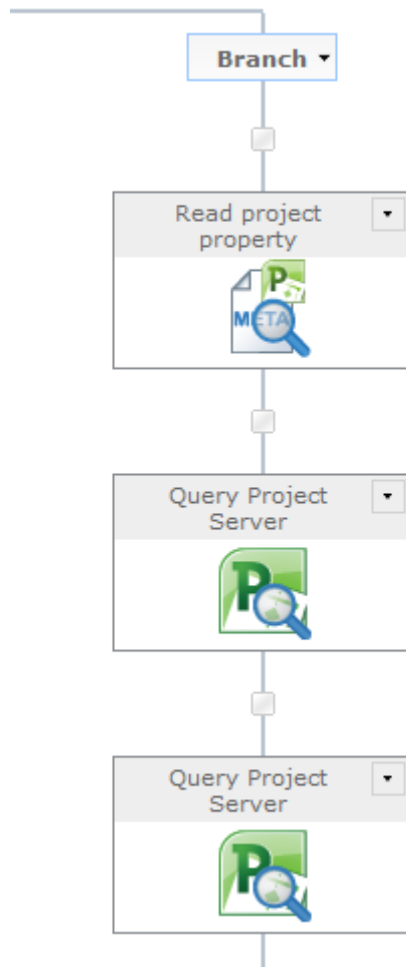 Branch
Read project
property
P
META
Query Project
Server
P
Query Project
Server
P